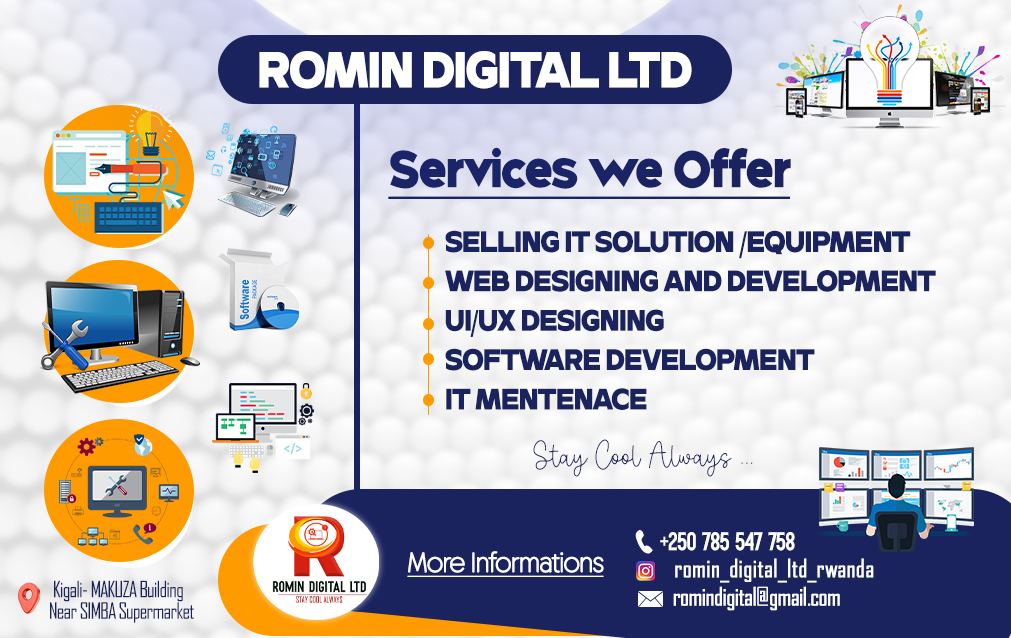 ROMIN DIGITAL LTD
Services we Offer
SELLING IT SOLUTION /EQUIPMENT
WEB DESIGNING AND DEVELOPMENT
UI/UX DESIGNING
SOFTWARE DEVELOPMENT
IT MENTENACE
Stay Cool Always ...
Software
PACKAGE
</>
Kigali- MAKUZA Building
Near SIMBA Supermarket
R
ROMIN DIGITAL LTD
STAY COOL ALWAYS
More Informations
+250 785 547 758
romin_digital_ltd_rwanda
romindigital@gmail.com